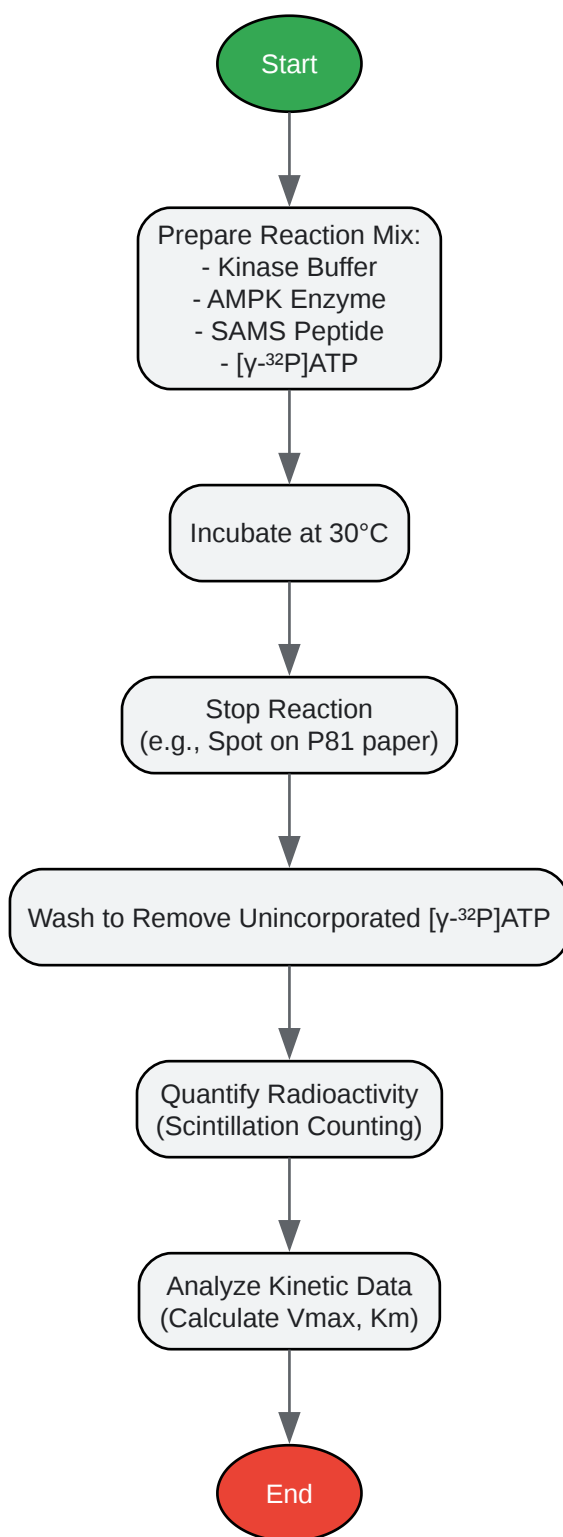 Start
Prepare Reaction Mix:
- Kinase Buffer
- AMPK Enzyme
- SAMS Peptide
- [γ-³²P]ATP
Incubate at 30°C
Stop Reaction
(e.g., Spot on P81 paper)
Wash to Remove Unincorporated [γ-³²P]ATP
Quantify Radioactivity
(Scintillation Counting)
Analyze Kinetic Data
(Calculate Vmax, Km)
End